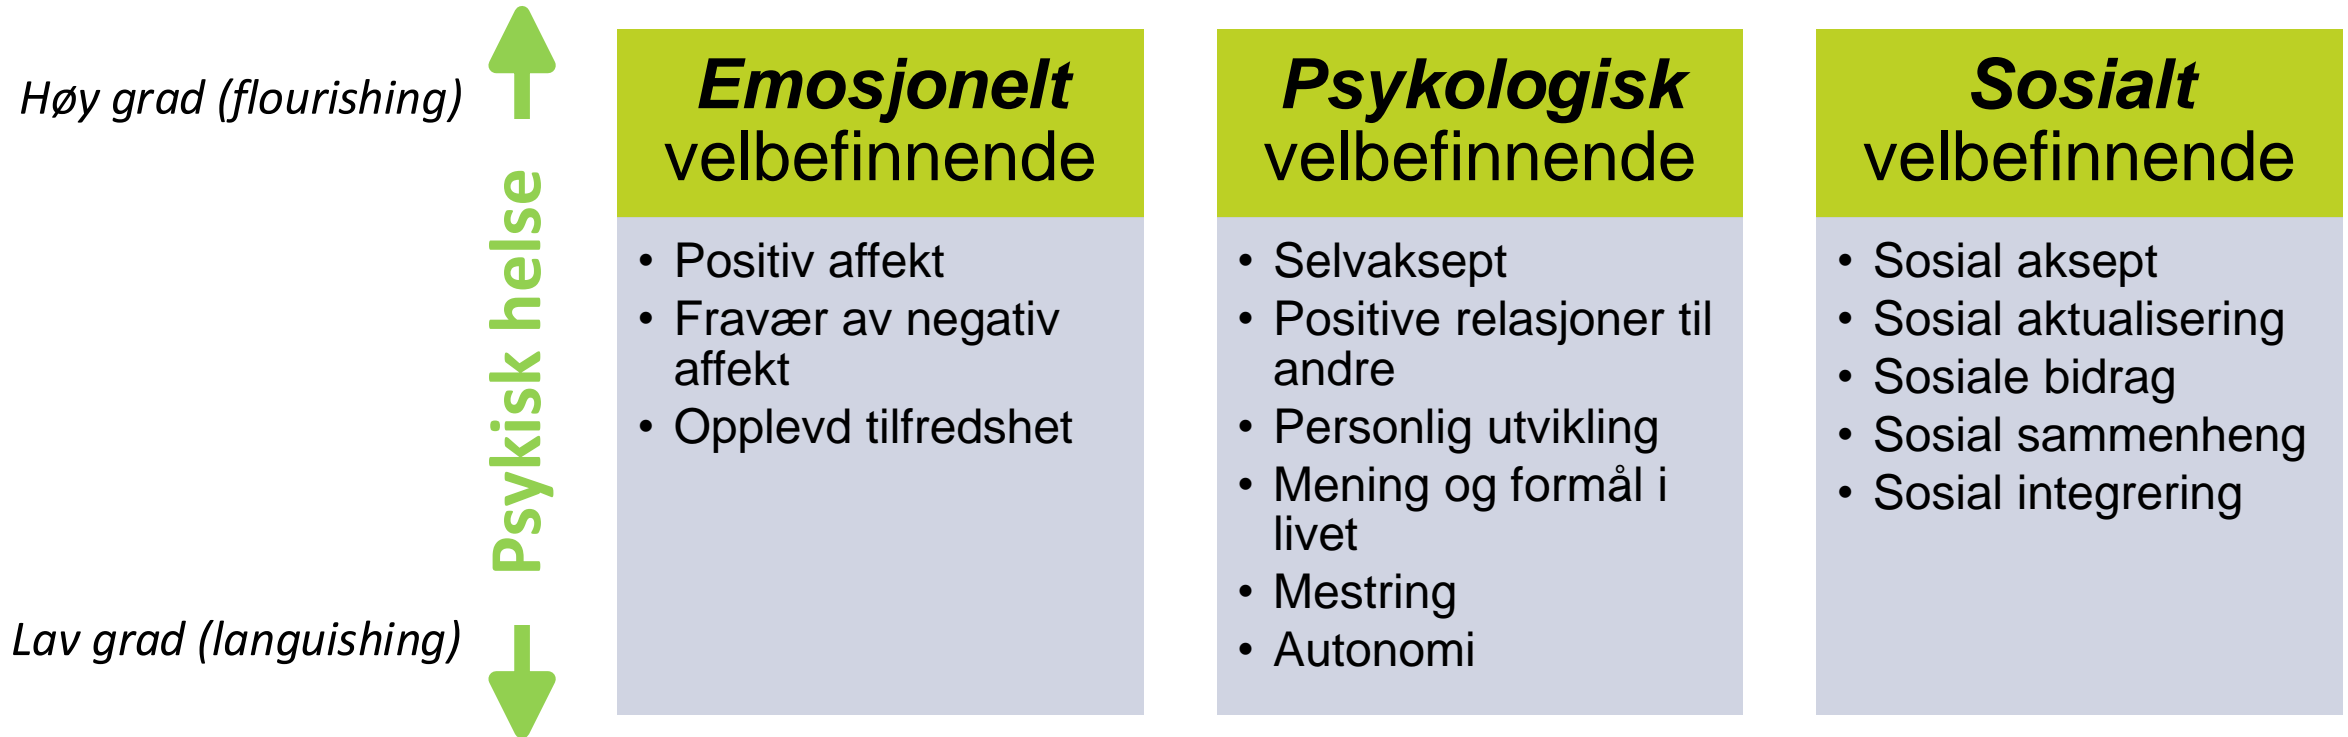 Høy grad (flourishing)
Psykisk helse
Lav grad (languishing)
Emosjonelt
velbefinnende
• Positiv affekt
• Fravær av negativ
affekt
• Opplevd tilfredshet
Psykologisk
velbefinnende
• Selvaksept
• Positive relasjoner til
andre
• Personlig utvikling
• Mening og formål i
livet
• Mestring
• Autonomi
Sosialt
velbefinnende
• Sosial aksept
• Sosial aktualisering
• Sosiale bidrag
• Sosial sammenheng
• Sosial integrering